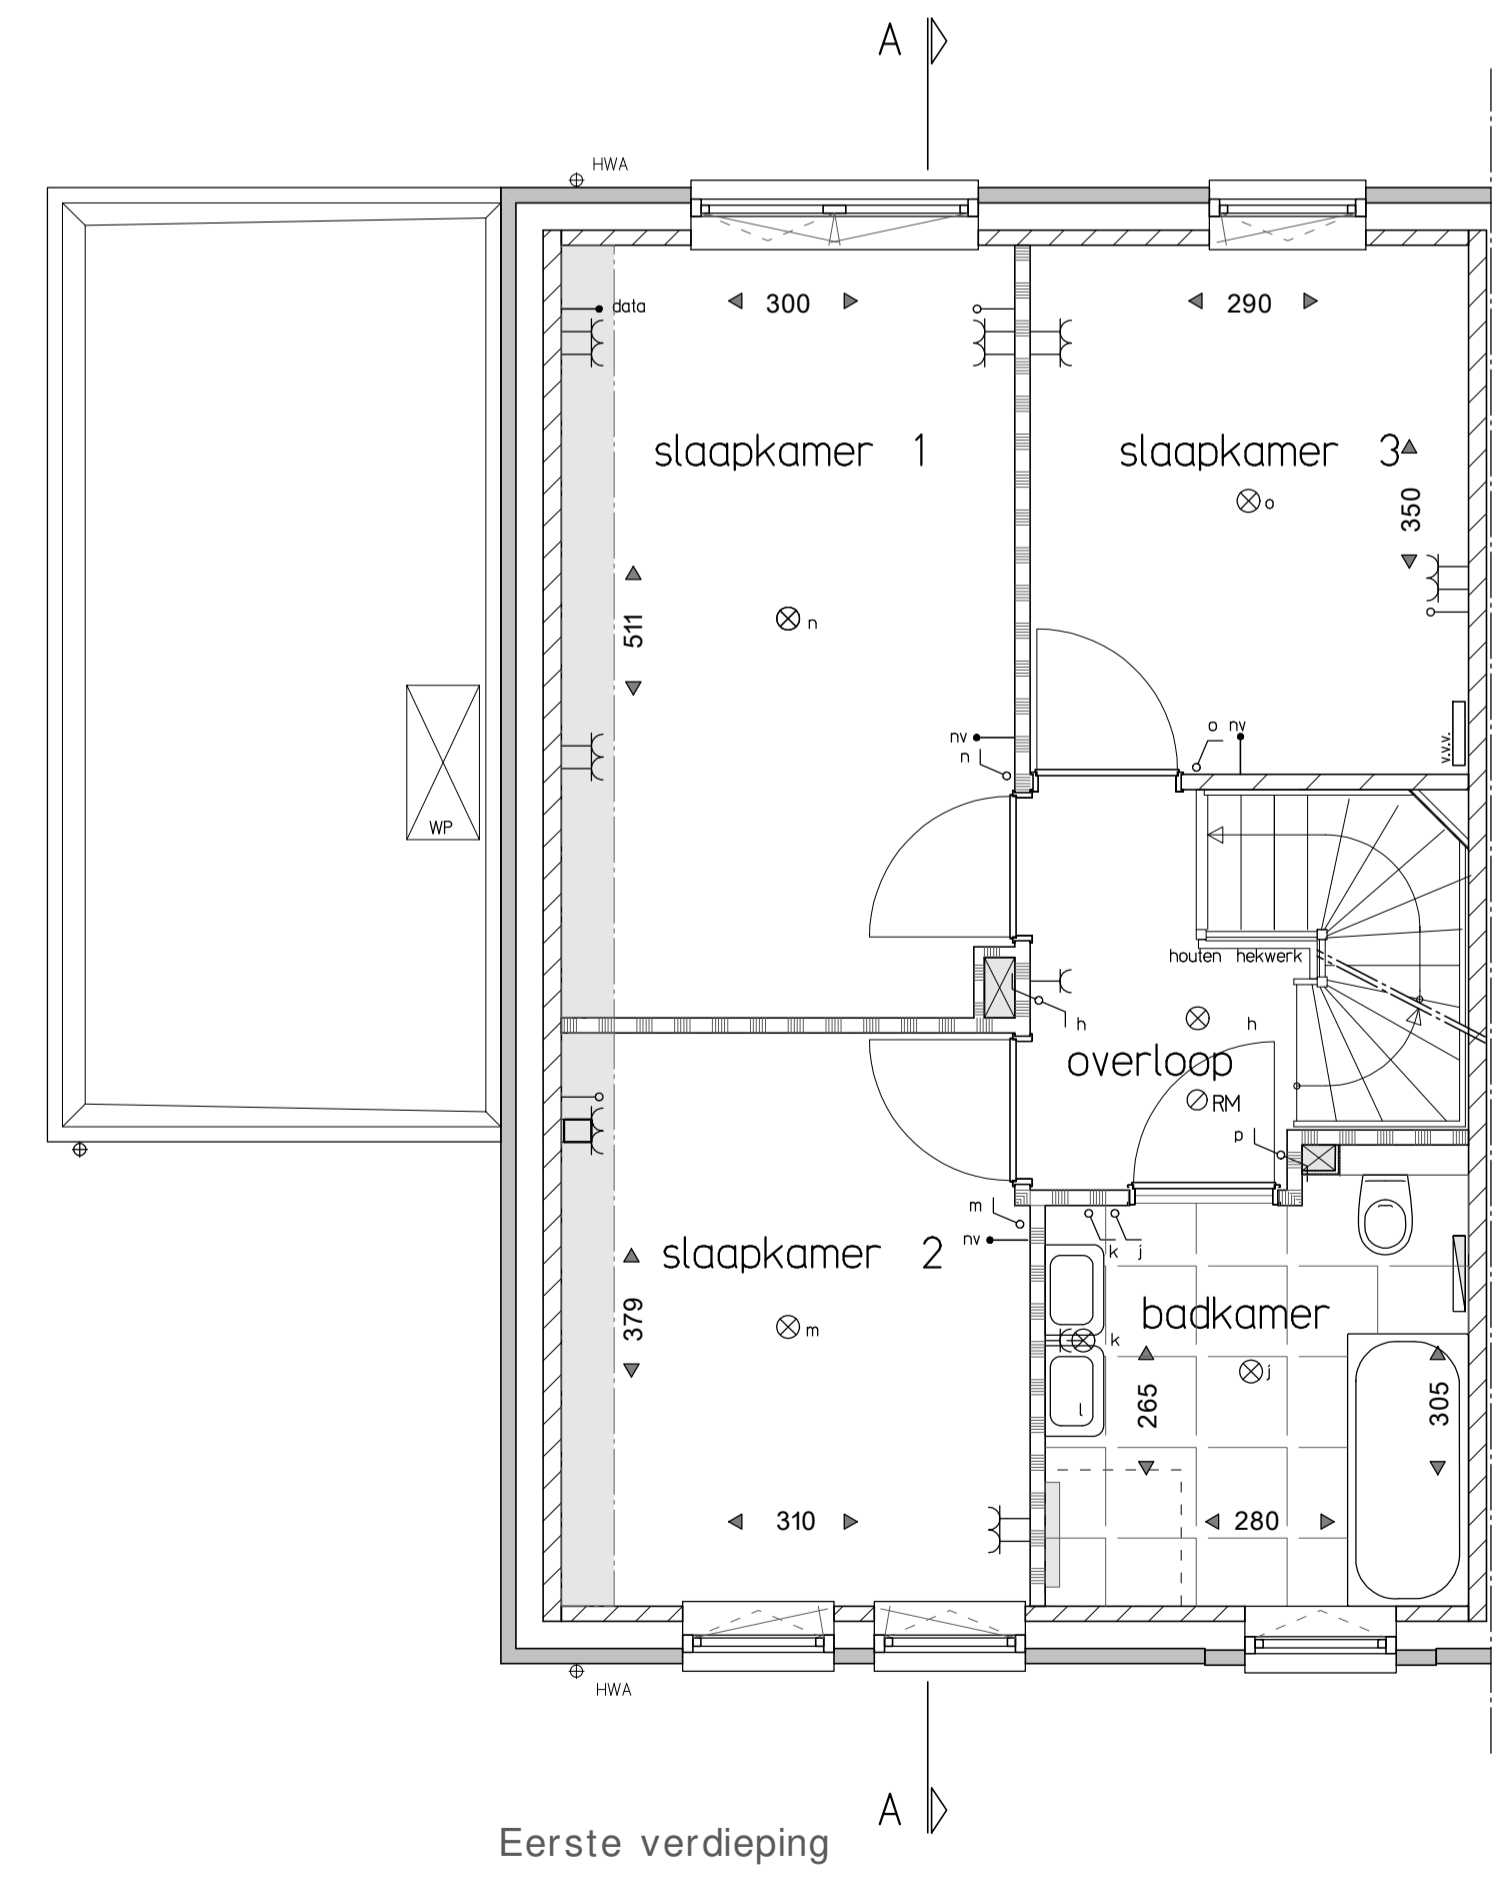 A
HWA
data
300
290
slaapkamer 1
slaapkamer 3
350
o
n
511
nv
n
o nv
v.v.v.
WP
houten hekwerk
h
h
overloop
RM
p
m
nv
k j
slaapkamer 2
379
m
badkamer
k
j
l
265
305
310
280
HWA
A
Eerste verdieping